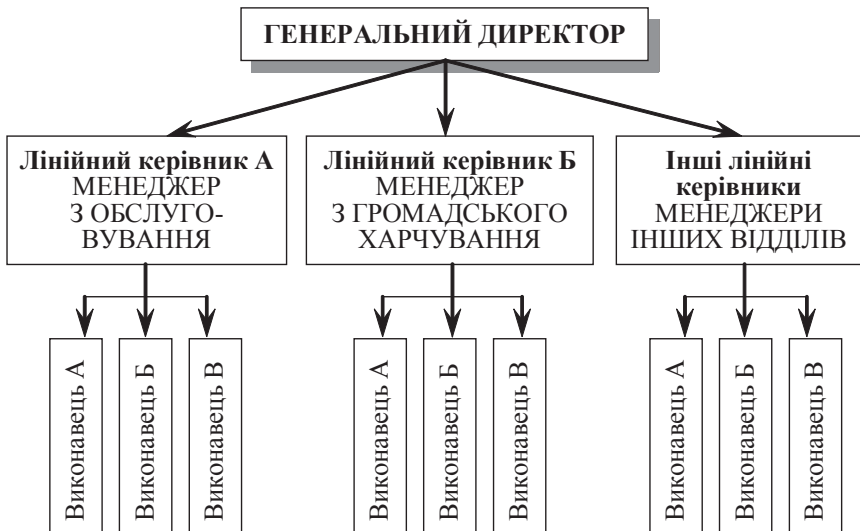 ГЕНЕРАЛЬНИЙ ДИРЕКТОР
Лінійний керівник А
МЕНЕДЖЕР
З ОБСЛУГО-
ВУВАННЯ
Лінійний керівник Б
МЕНЕДЖЕР
З ГРОМАДСЬКОГО
ХАРЧУВАННЯ
Інші лінійні
керівники
МЕНЕДЖЕРИ
ІНШИХ ВІДДІЛІВ
Виконавець А
Виконавець Б
Виконавець В
Виконавець А
Виконавець Б
Виконавець В
Виконавець А
Виконавець Б
Виконавець В